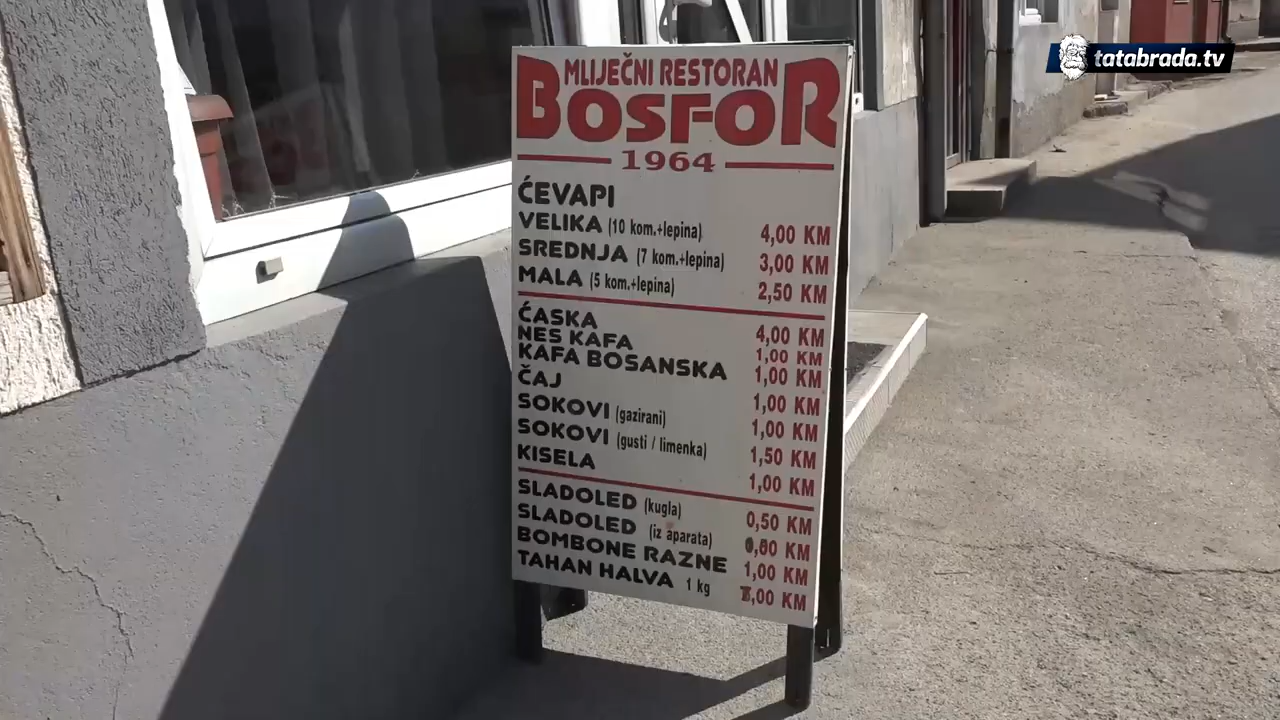 tatabrada.tv
MLIJEČNI RESTORAN
BOSFOR
1964
ĆEVAPI
VELIKA (10 kom.+lepina) 4,00 KM
SREDNJA (7 kom.+lepina) 3,00 KM
MALA (5 kom.+lepina) 2,50 KM
ĆASKA 4,00 KM
NES KAFA 1,00 KM
KAFA BOSANSKA 1,00 KM
ČAJ 1,00 KM
SOKOVI (gazirani) 1,00 KM
SOKOVI (gusti / limenka) 1,50 KM
KISELA 1,00 KM
SLADOLED (kugla) 0,50 KM
SLADOLED (iz aparata) 0,80 KM
BOMBONE RAZNE 1,00 KM
TAHAN HALVA 1 kg KM